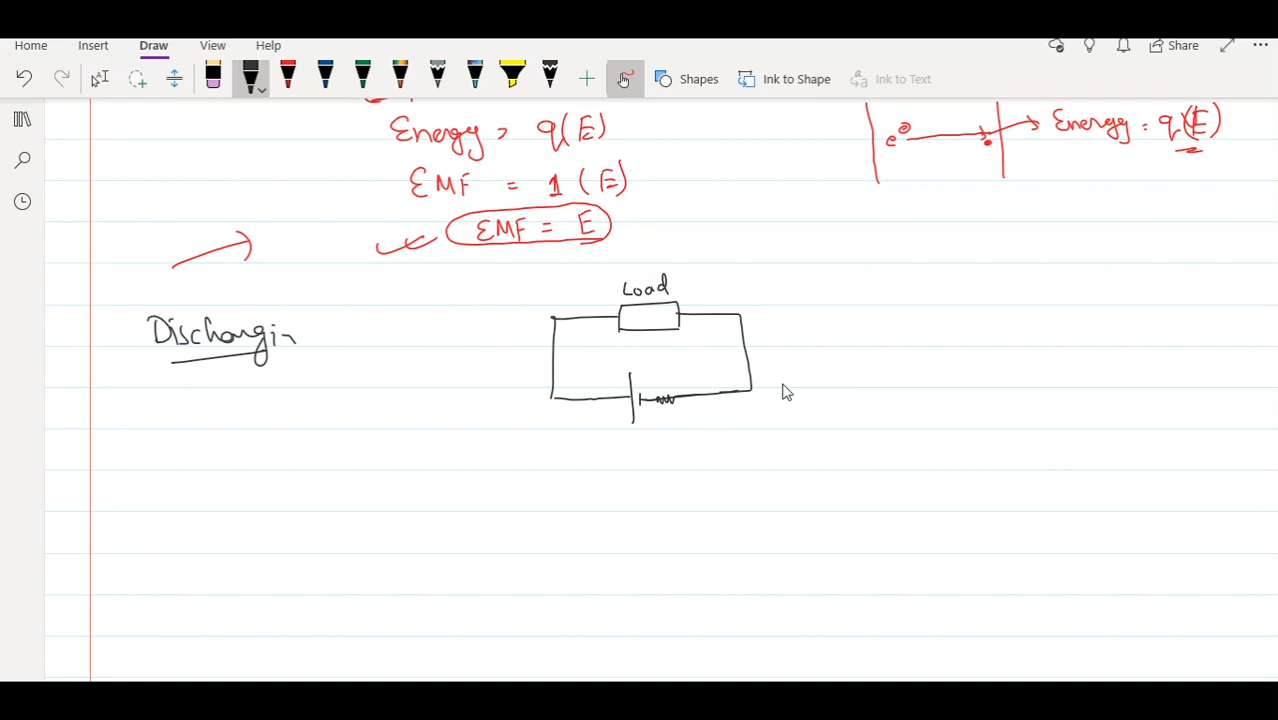 Home Insert Draw View Help Share
Shapes Ink to Shape Ink to Text
Energy = q(E) Energy = q(E)
EMF = 1 (E)
EMF = E
Load
Dischargin